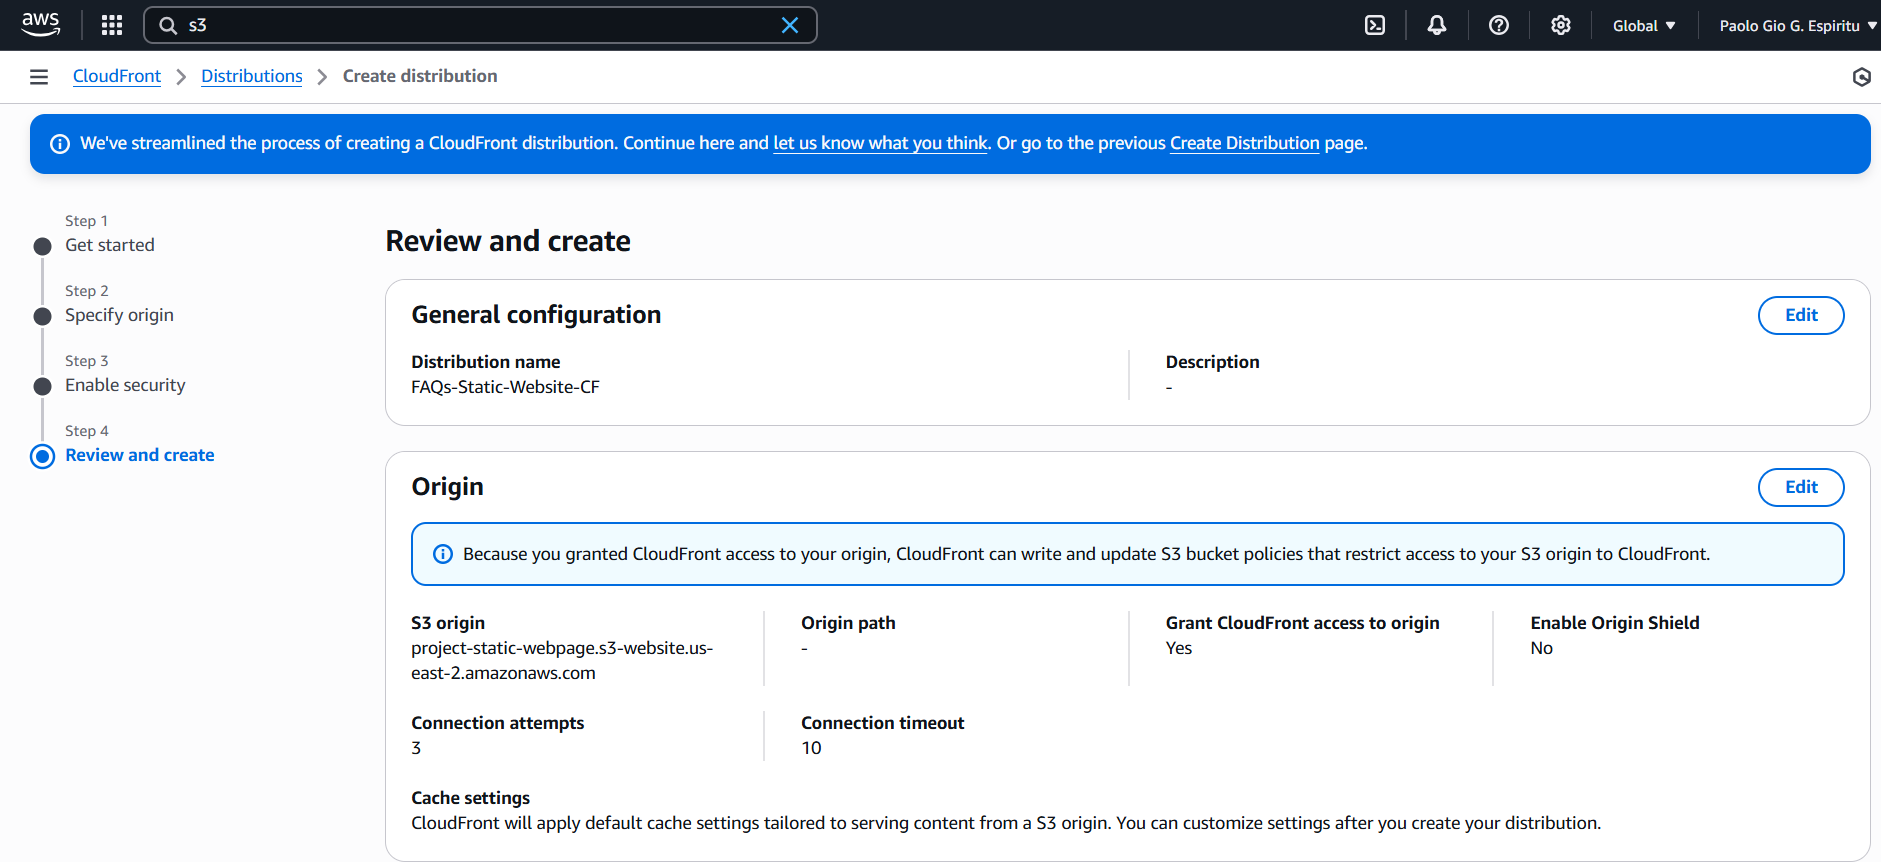 aws
s3
Global ▼
Paolo Gio G. Espiritu ▼
CloudFront > Distributions > Create distribution
We've streamlined the process of creating a CloudFront distribution. Continue here and let us know what you think. Or go to the previous Create Distribution page.
Step 1
Get started
Step 2
Specify origin
Step 3
Enable security
Step 4
Review and create
Review and create
General configuration
Edit
Distribution name
FAQs-Static-Website-CF
Description
-
Origin
Edit
Because you granted CloudFront access to your origin, CloudFront can write and update S3 bucket policies that restrict access to your S3 origin to CloudFront.
S3 origin
project-static-webpage.s3-website.us-
east-2.amazonaws.com
Origin path
-
Grant CloudFront access to origin
Yes
Enable Origin Shield
No
Connection attempts
3
Connection timeout
10
Cache settings
CloudFront will apply default cache settings tailored to serving content from a S3 origin. You can customize settings after you create your distribution.